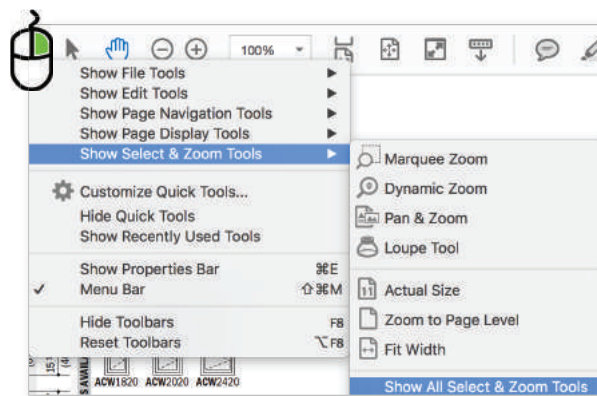 100%
Show File Tools
Show Edit Tools
Show Page Navigation Tools
Show Page Display Tools
Show Select & Zoom Tools
Customize Quick Tools...
Hide Quick Tools
Show Recently Used Tools
Show Properties Bar ⌘E
✓ Menu Bar ⇧⌘M
Hide Toolbars F8
Reset Toolbars ⌥F8
Marquee Zoom
Dynamic Zoom
Pan & Zoom
Loupe Tool
Actual Size
Zoom to Page Level
Fit Width
Show All Select & Zoom Tools
ACW1820 ACW2020 ACW2420